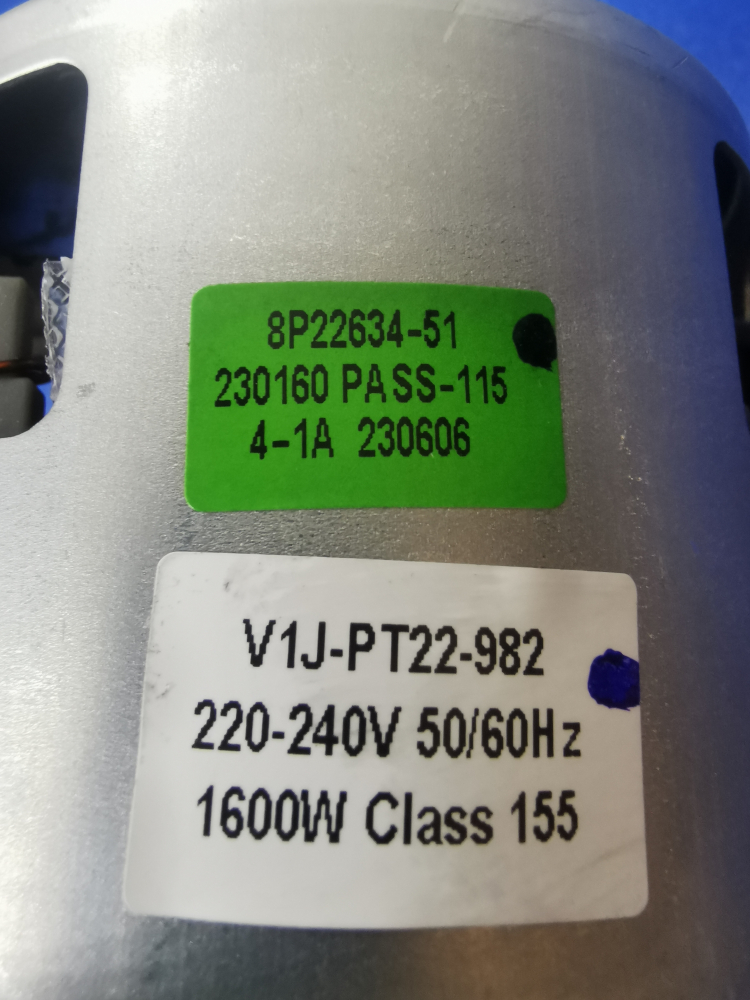 8P22634-51
230160 PASS-115
4-1A 230606
V1J-PT22-982
220-240V 50/60Hz
1600W Class 155